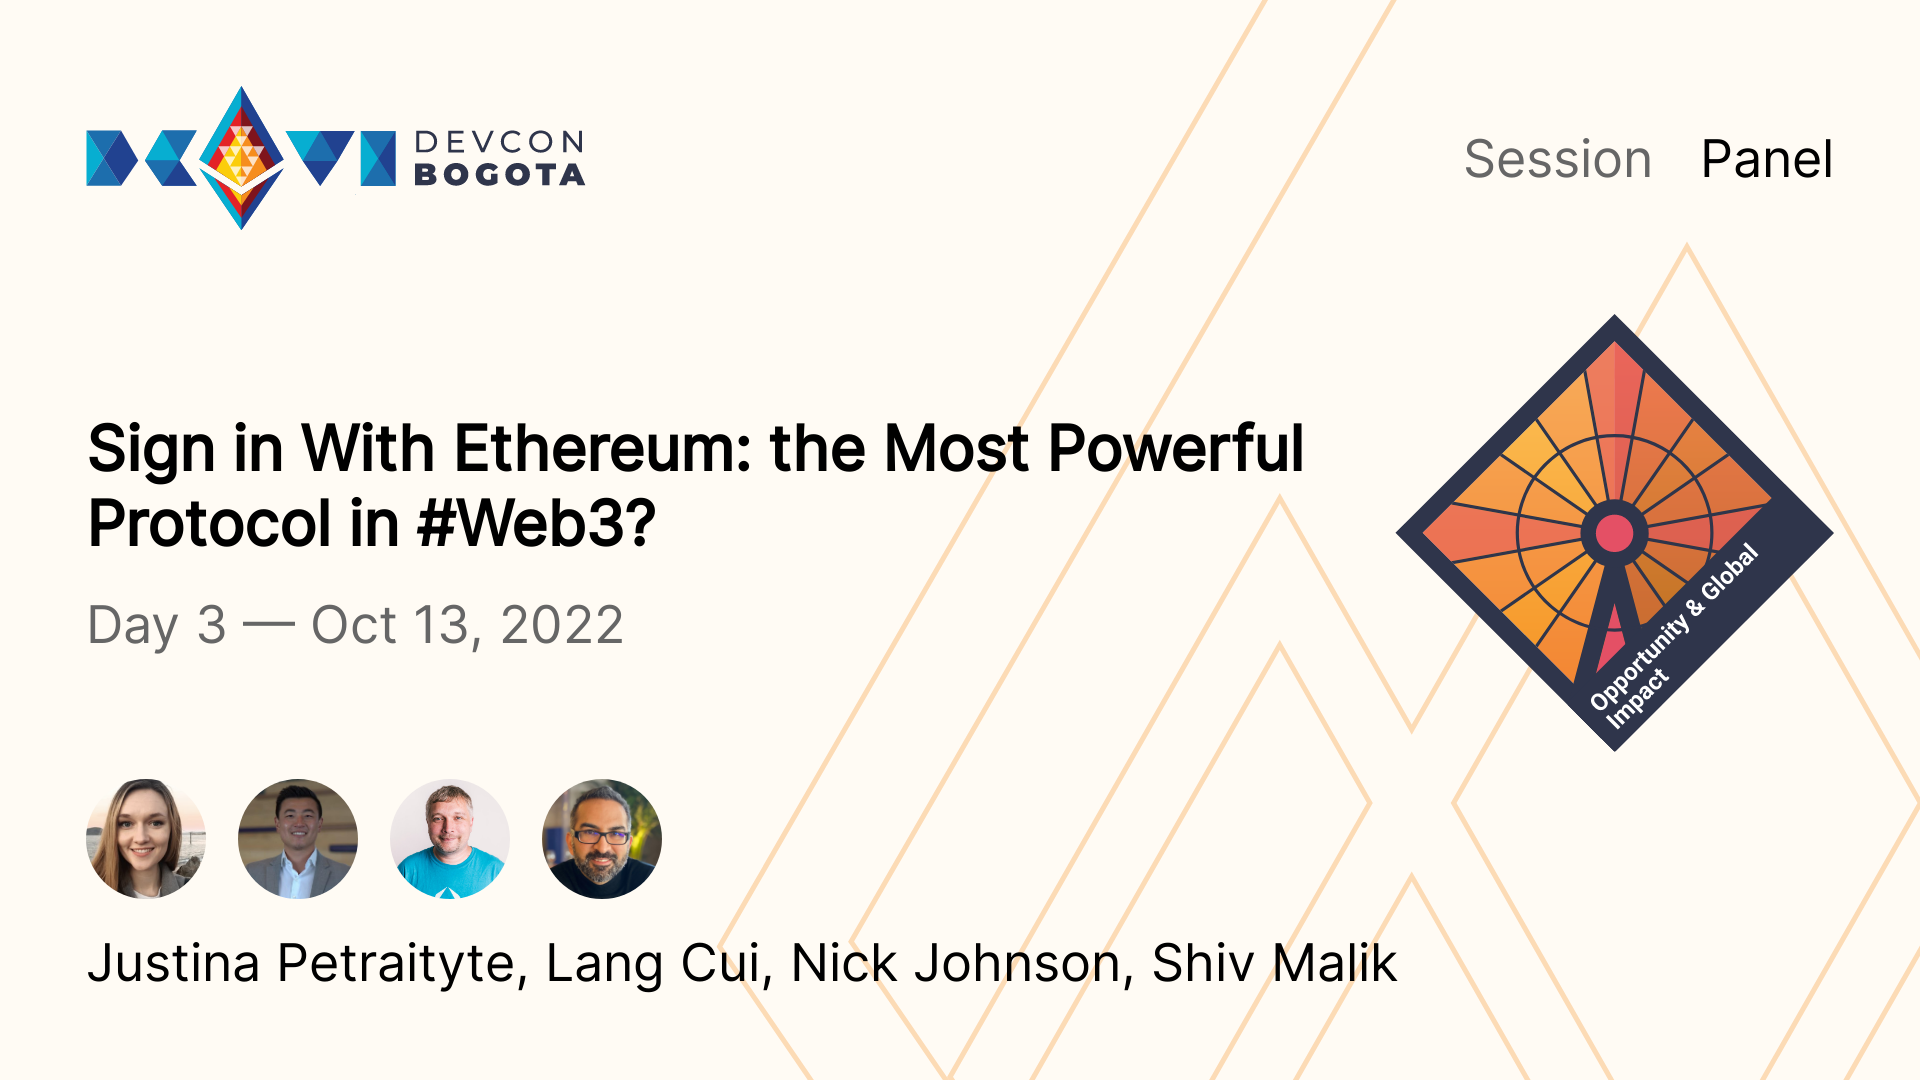 DEVCON
BOGOTA
Session Panel
Sign in With Ethereum: the Most Powerful
Protocol in #Web3?
Day 3 — Oct 13, 2022
Opportunity & Global
Impact
Justina Petraityte, Lang Cui, Nick Johnson, Shiv Malik